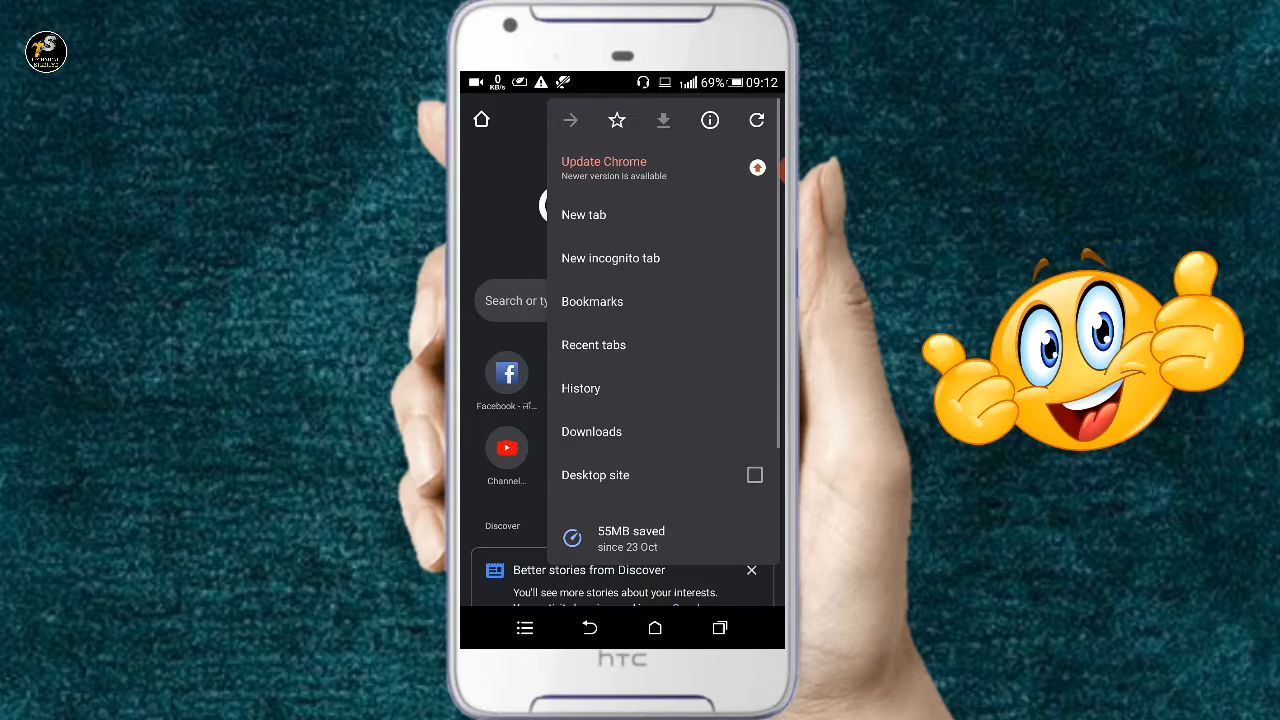 0
KB/s
69%
09:12
Update Chrome
Newer version is available
New tab
New incognito tab
Search or ty
Bookmarks
Recent tabs
History
Facebook - ਲੌ...
Downloads
Desktop site
Channel...
Discover
55MB saved
since 23 Oct
Better stories from Discover
You'll see more stories about your interests.
htc